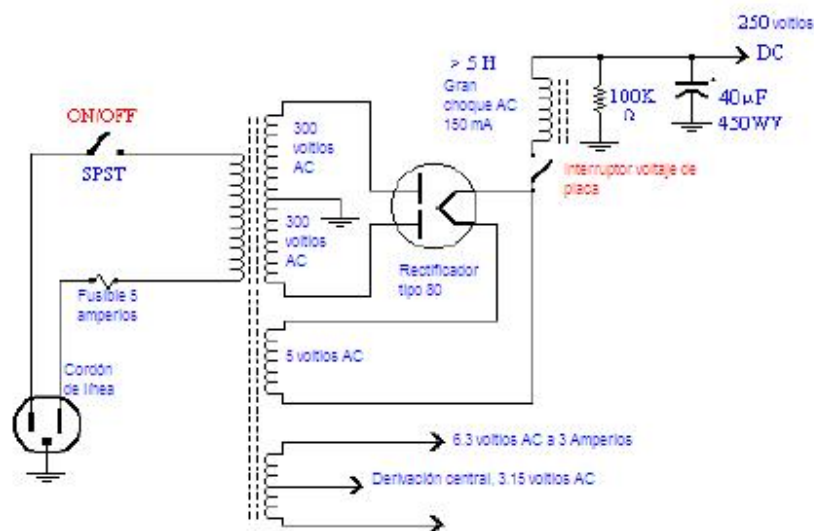 250 voltios
DC
> 5 H
Gran
choque AC
150 mA
100K
Ω
40µF
450WV
ON/OFF
SPST
300
voltios
AC
300
voltios
AC
Interruptor voltaje de
placa
Rectificador
tipo 80
Fusible 5
amperios
5 voltios AC
Cordón
de línea
6.3 voltios AC a 3 Amperios
Derivación central, 3.15 voltios AC